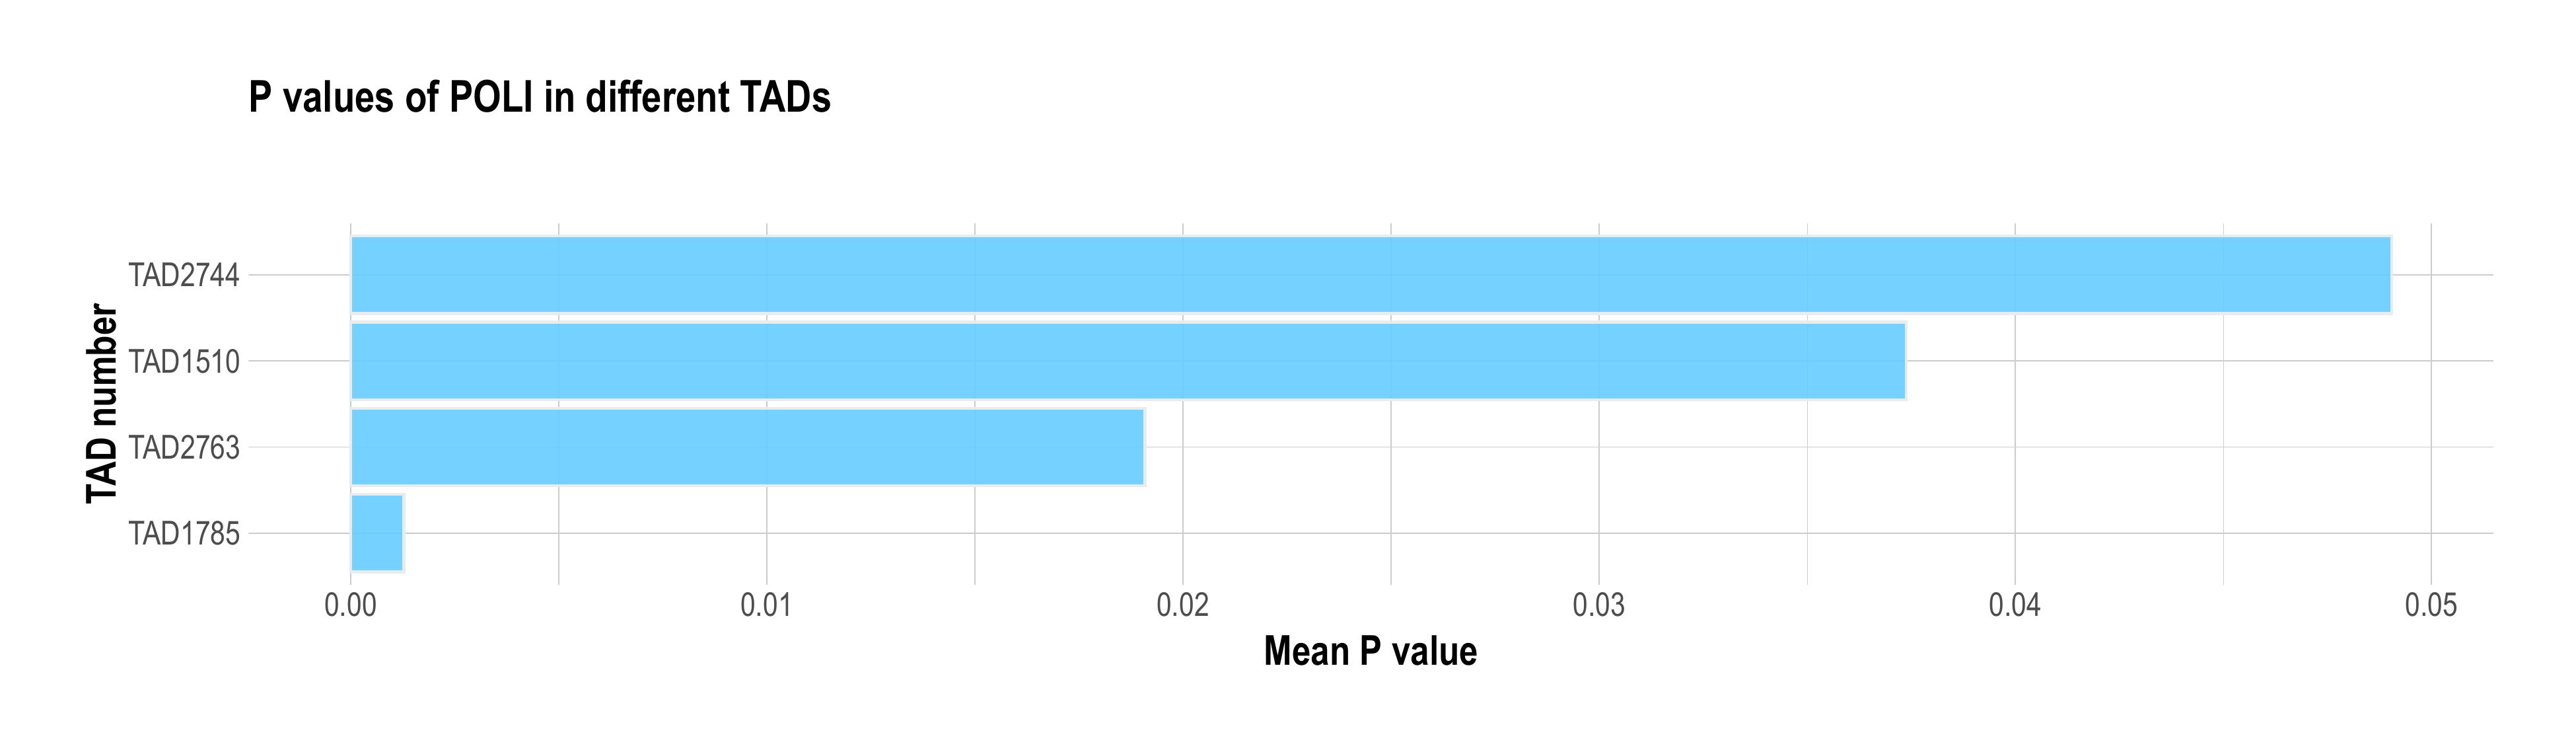 P values of POLI in different TADs
TAD number
TAD2744
TAD1510
TAD2763
TAD1785
0.00 0.01 0.02 0.03 0.04 0.05
Mean P value